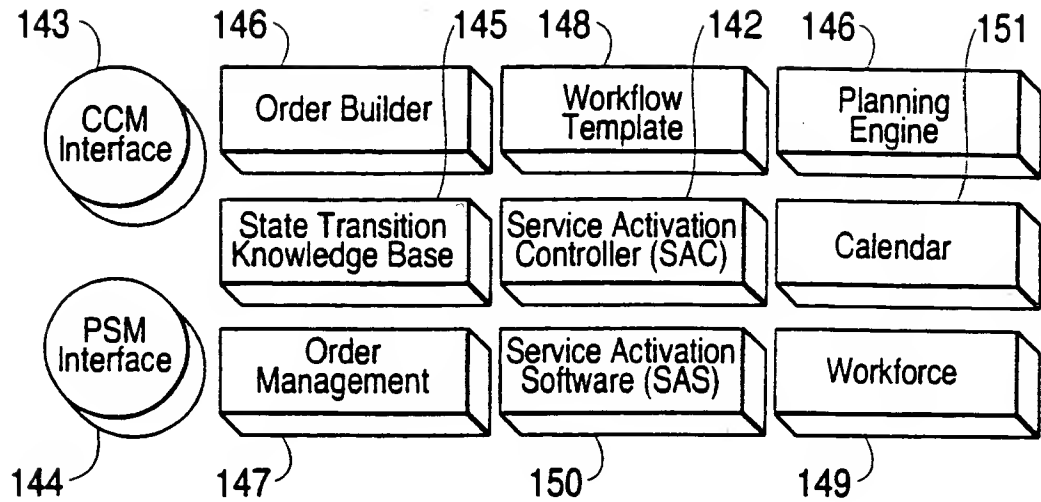 143 146 145 148 142 146 151
CCM
Interface
Order Builder
Workflow
Template
Planning
Engine
State Transition
Knowledge Base
Service Activation
Controller (SAC)
Calendar
PSM
Interface
Order
Management
Service Activation
Software (SAS)
Workforce
144 147 150 149